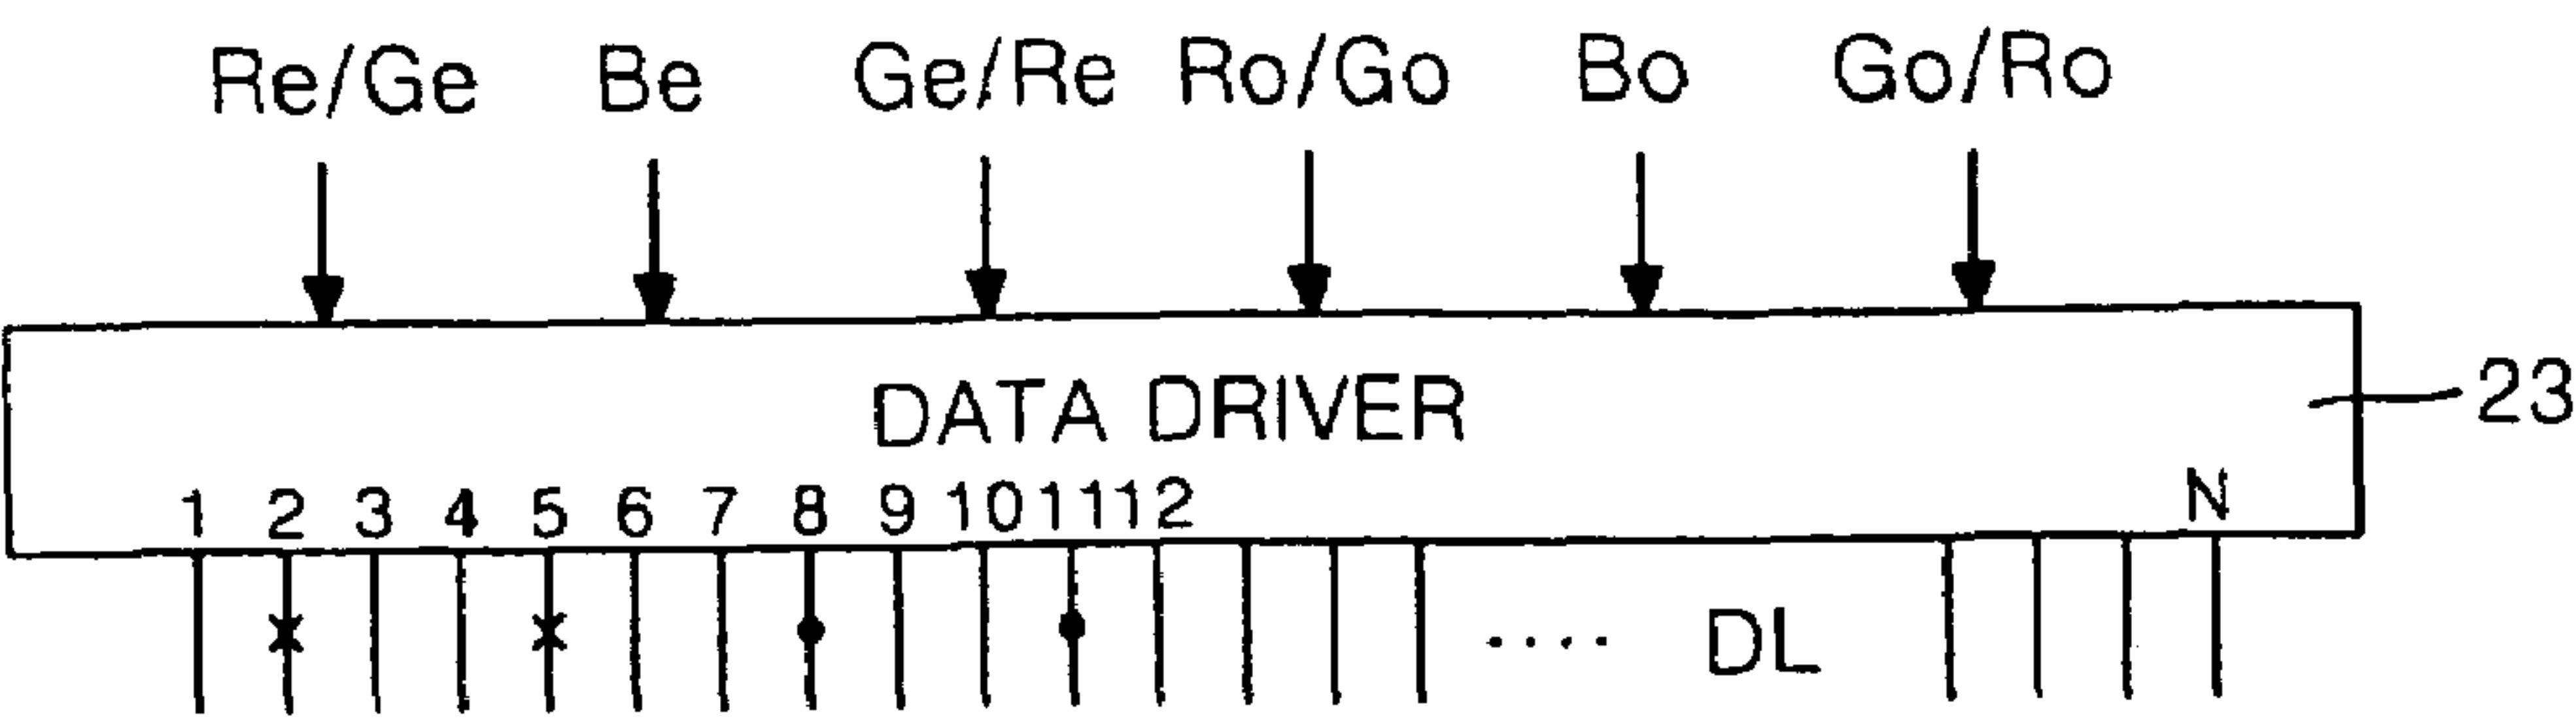 Re/Ge Be Ge/Re Ro/Go Bo Go/Ro
DATA DRIVER
23
1 2 3 4 5 6 7 8 9 10 11 12 N
.... DL